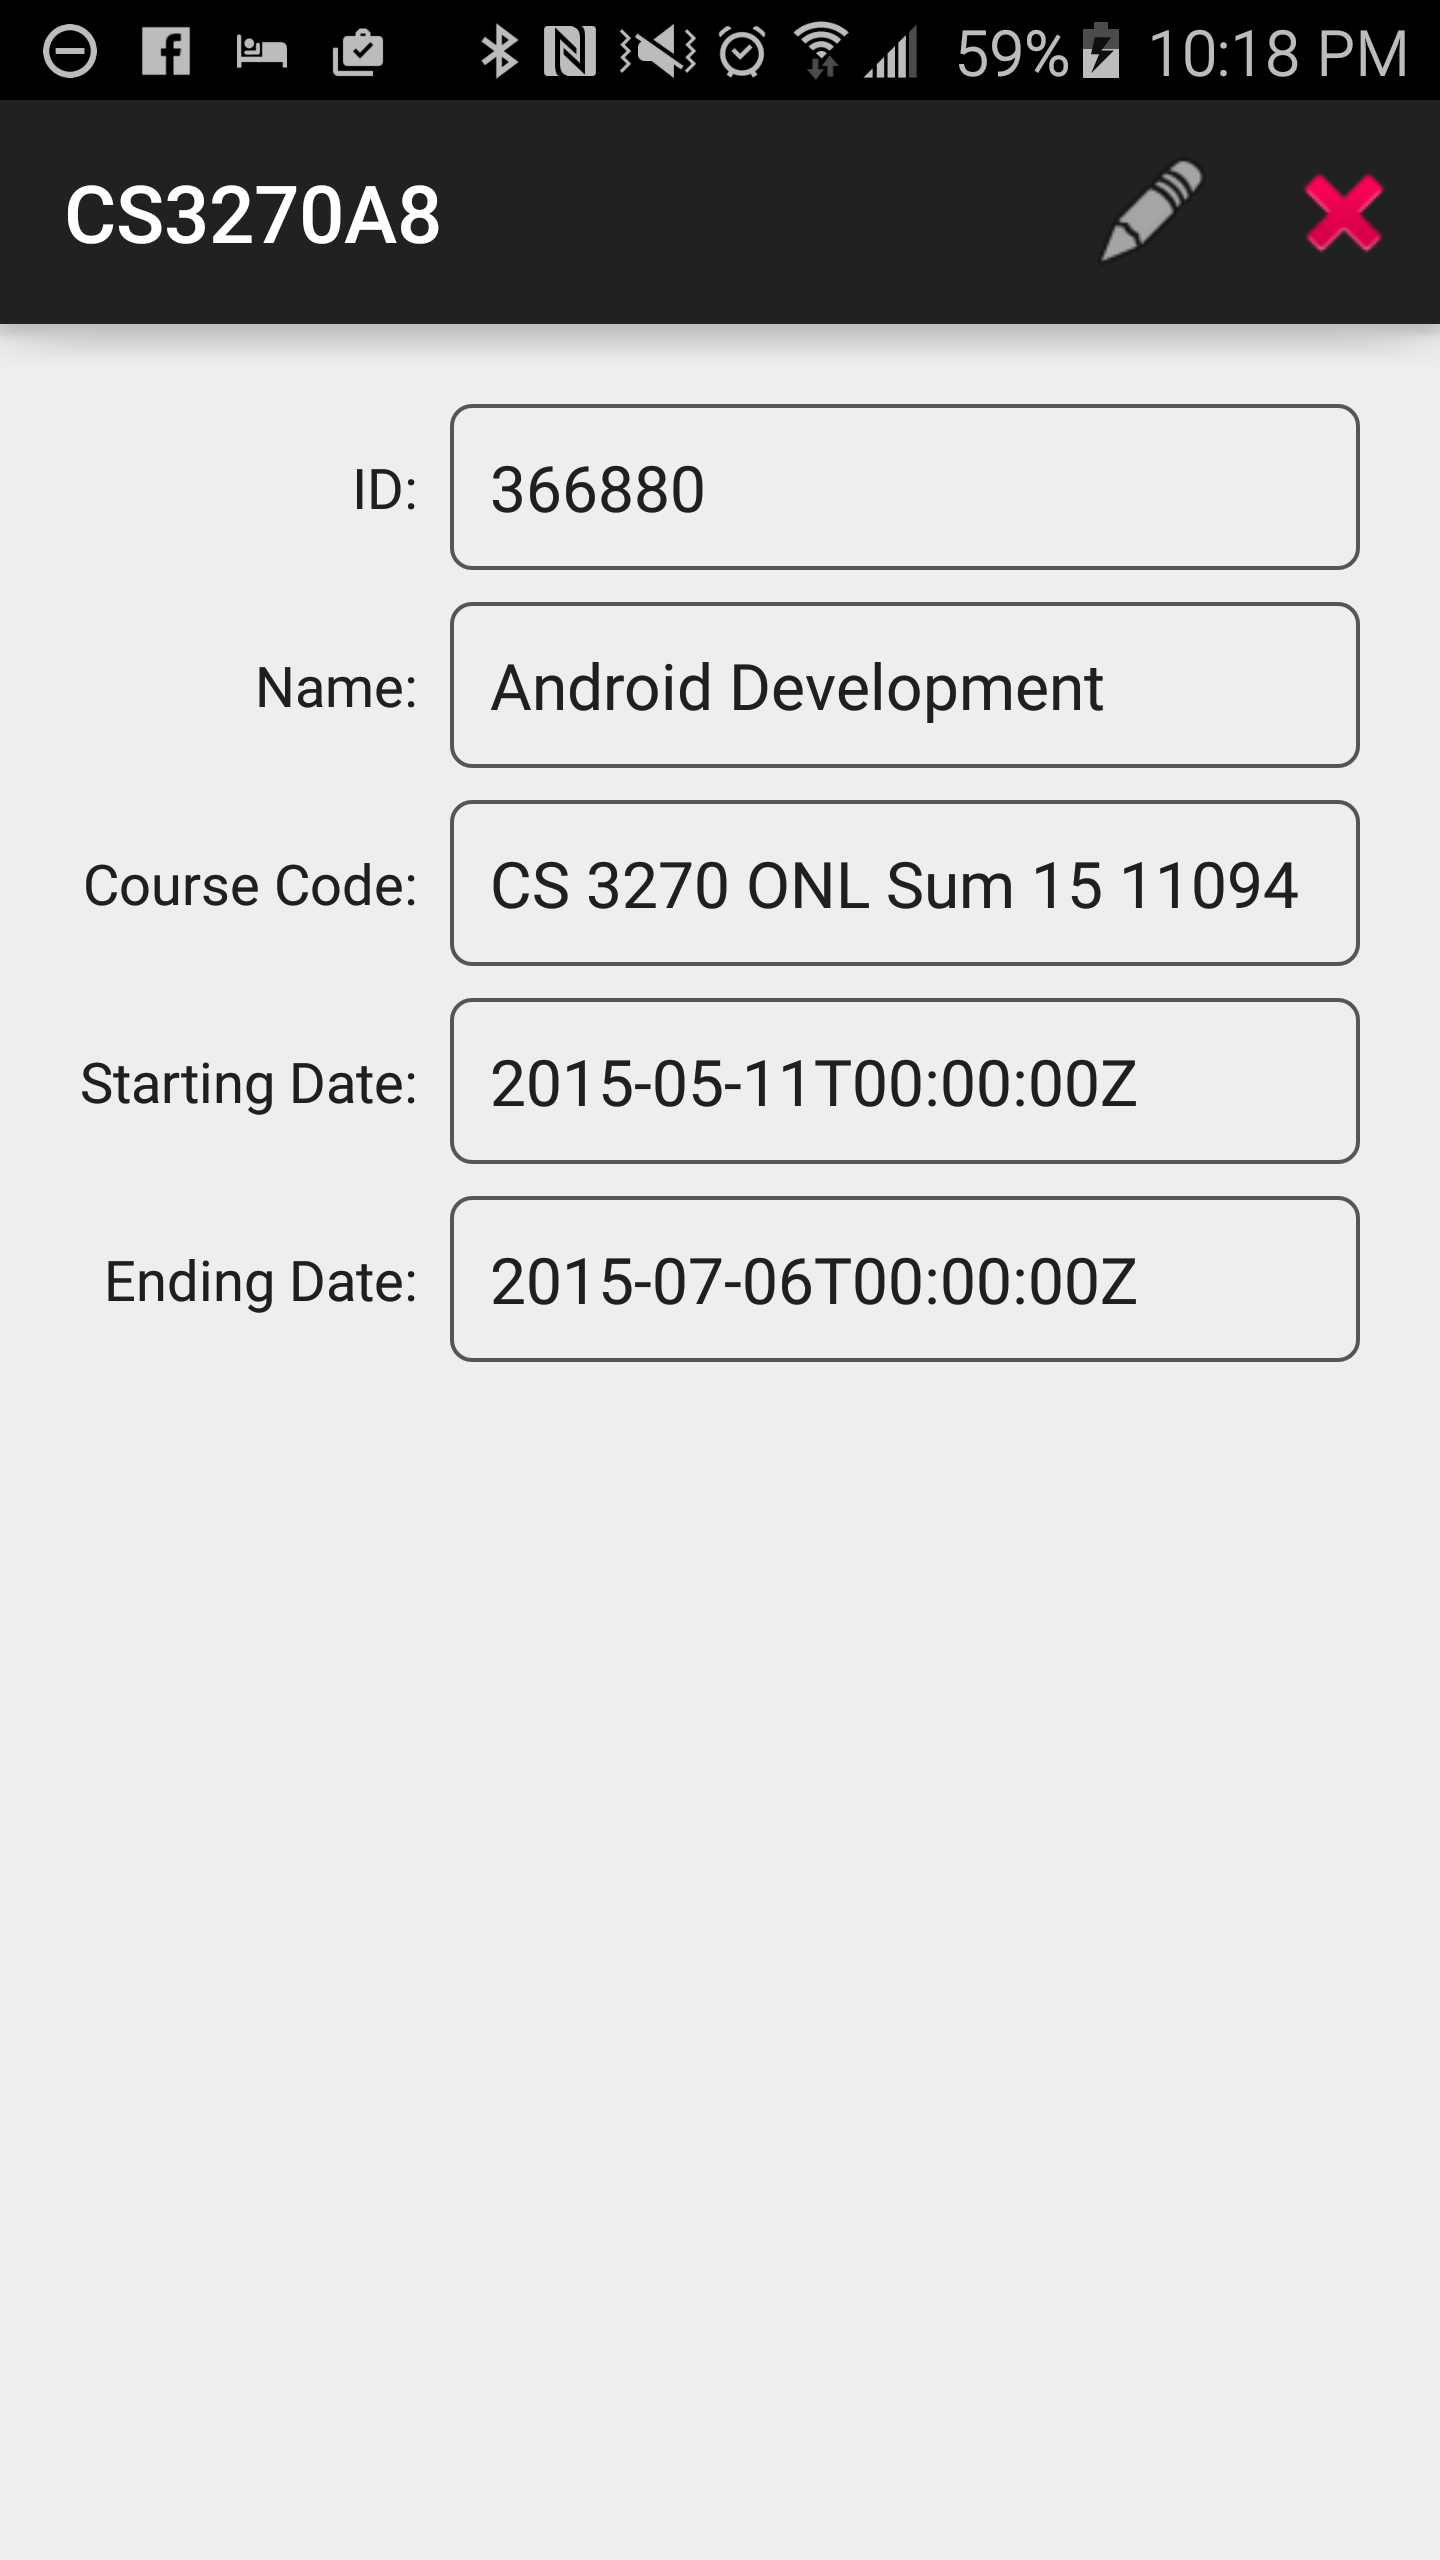 59% 10:18 PM
CS3270A8
ID: 366880
Name: Android Development
Course Code: CS 3270 ONL Sum 15 11094
Starting Date: 2015-05-11T00:00:00Z
Ending Date: 2015-07-06T00:00:00Z